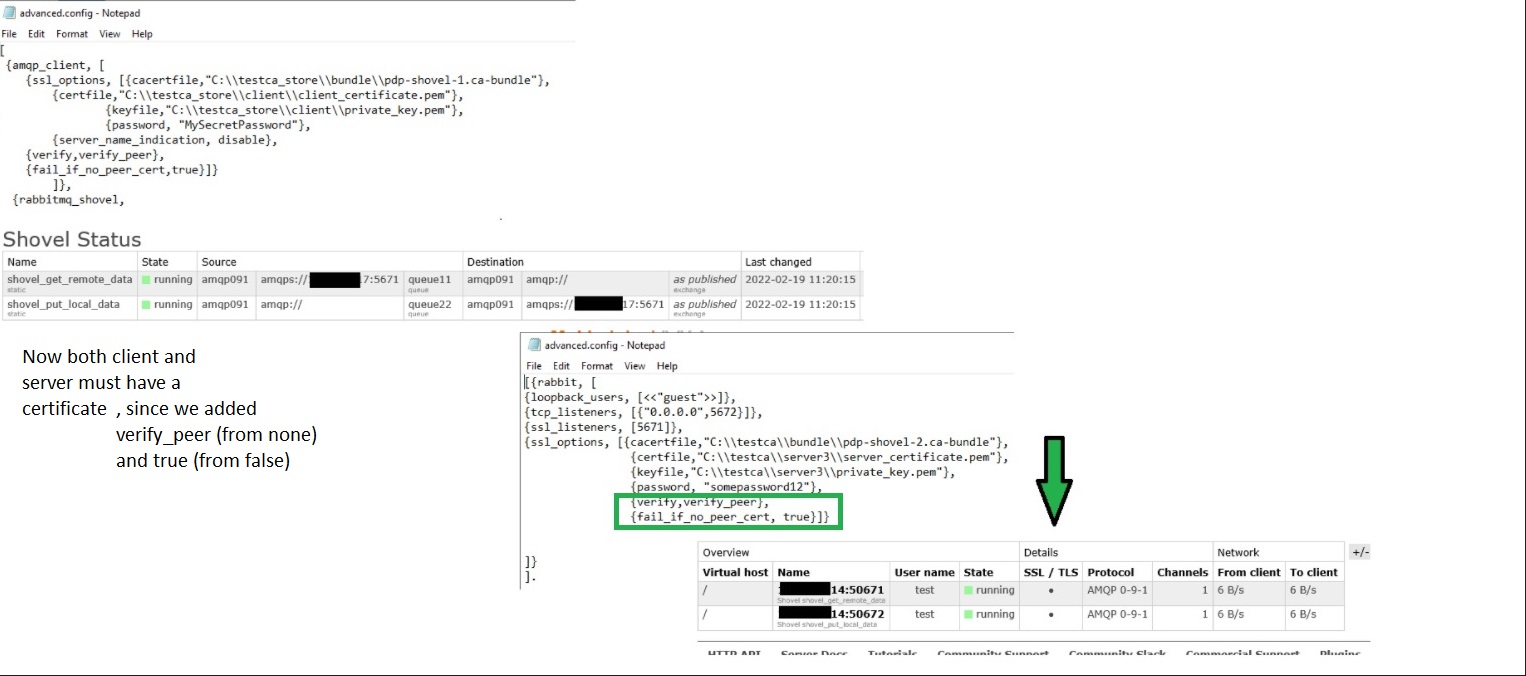 advanced.config - Notepad
File Edit Format View Help
[
{amqp_client, [
{ssl_options, [{cacertfile,"C:\\testca_store\\bundle\\pdp-shovel-1.ca-bundle"},
{certfile,"C:\\testca_store\\client\\client_certificate.pem"},
{keyfile,"C:\\testca_store\\client\\private_key.pem"},
{password, "MySecretPassword"},
{server_name_indication, disable},
{verify,verify_peer},
{fail_if_no_peer_cert,true}]}
]},
{rabbitmq_shovel,
Shovel Status
Name State Source Destination Last changed
shovel_get_remote_data running amqp091 amqps:// 7:5671 queue11 amqp091 amqp:// as published 2022-02-19 11:20:15
static queue exchange
shovel_put_local_data running amqp091 amqp:// queue22 amqp091 amqps:// 17:5671 as published 2022-02-19 11:20:15
static queue exchange
Now both client and
server must have a
certificate , since we added
verify_peer (from none)
and true (from false)
advanced.config - Notepad
File Edit Format View Help
[{rabbit, [
{loopback_users, [<<"guest">>]},
{tcp_listeners, [{"0.0.0.0",5672}]},
{ssl_listeners, [5671]},
{ssl_options, [{cacertfile,"C:\\testca\\bundle\\pdp-shovel-2.ca-bundle"},
{certfile,"C:\\testca\\server3\\server_certificate.pem"},
{keyfile,"C:\\testca\\server3\\private_key.pem"},
{password, "somepassword12"},
{verify,verify_peer},
{fail_if_no_peer_cert, true}]}
]}
].
Overview Details Network +/-
Virtual host Name User name State SSL / TLS Protocol Channels From client To client
/ 14:50671 test running • AMQP 0-9-1 1 6 B/s 6 B/s
Shovel shovel_get_remote_data
/ 14:50672 test running • AMQP 0-9-1 1 6 B/s 6 B/s
Shovel shovel_put_local_data
HTTP API Server Docs Tutorials Community Support Community Slack Commercial Support Plugins